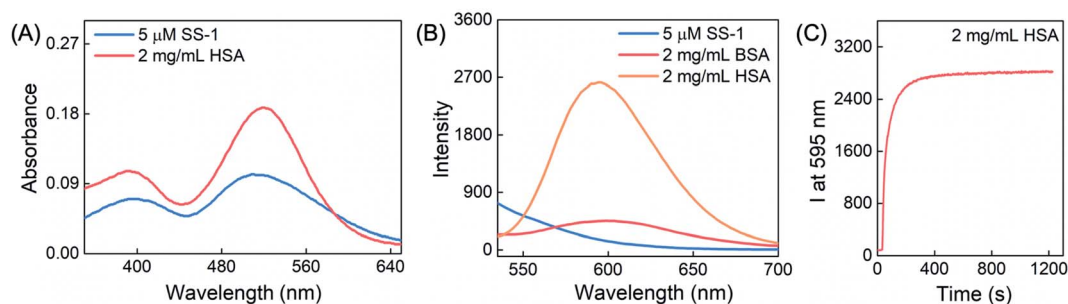 (A)
5 μM SS-1
2 mg/mL HSA
0.27
0.18
0.09
0.00
Absorbance
400 480 560 640
Wavelength (nm)
(B)
5 μM SS-1
2 mg/mL BSA
2 mg/mL HSA
3600
2700
1800
900
0
Intensity
550 600 650 700
Wavelength (nm)
(C)
2 mg/mL HSA
3200
2400
1600
800
0
I at 595 nm
0 400 800 1200
Time (s)